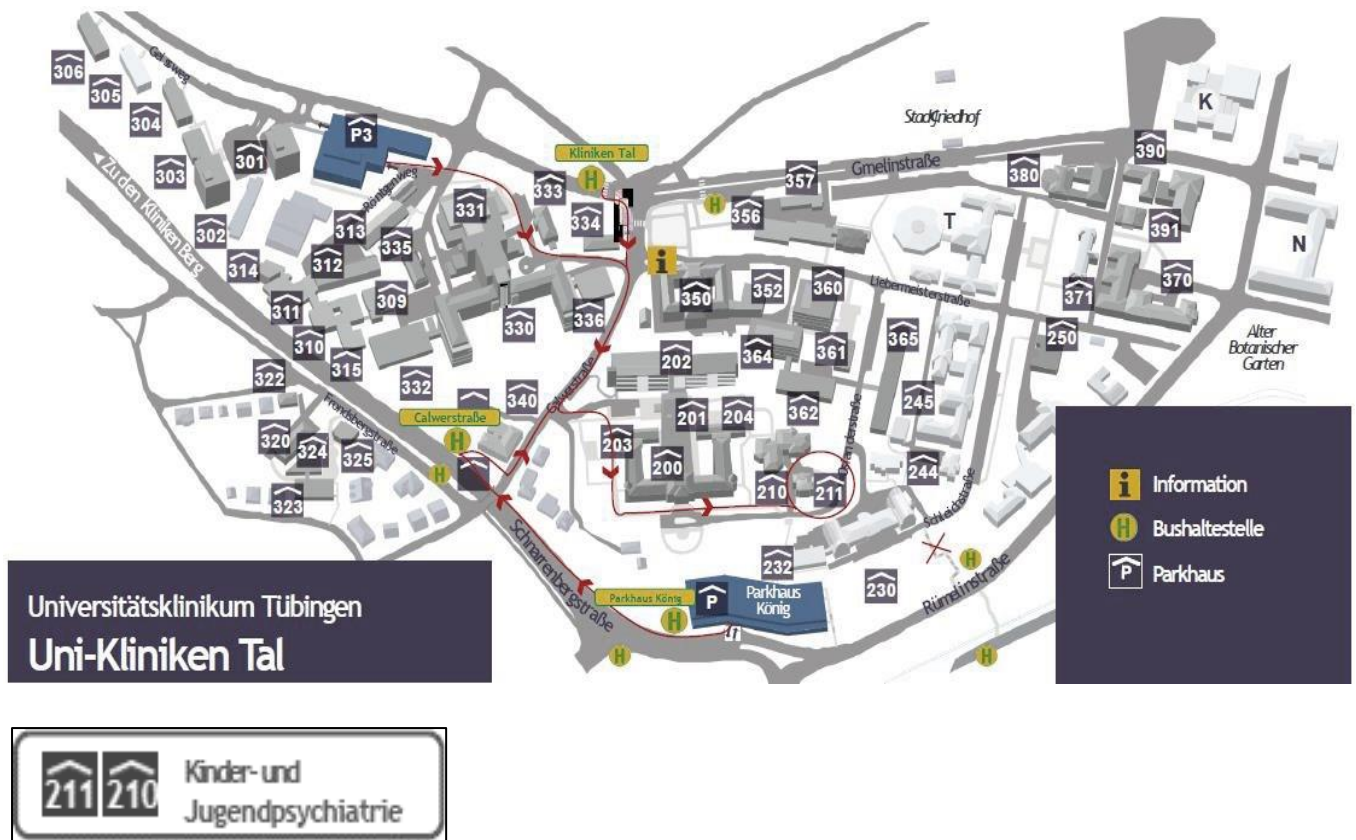 Gelisweg
306
305
304
303
301
302
P3
Röntgenweg
313
314
312
335
331
333
334
Kliniken Tal
H
H
i
Stadtfriedhof
Gmelinstraße
357
356
380
390
K
391
T
N
370
371
250
Liebermeisterstraße
Alter
Botanischer
Garten
Zu den Kliniken Berg
311
309
310
315
330
336
332
322
340
350
352
360
202
364
361
365
201
204
362
245
Calwerstraße
H
H
Frondsbergstraße
320
324
325
323
203
200
210
211
244
Schleichstraße
232
230
H
Rümelinstraße
Schnarrenbergstraße
Parkhaus König
H
P
Parkhaus
König
H
H
Universitätsklinikum Tübingen
Uni-Kliniken Tal
i Information
H Bushaltestelle
P Parkhaus
211 210 Kinder- und
Jugendpsychiatrie